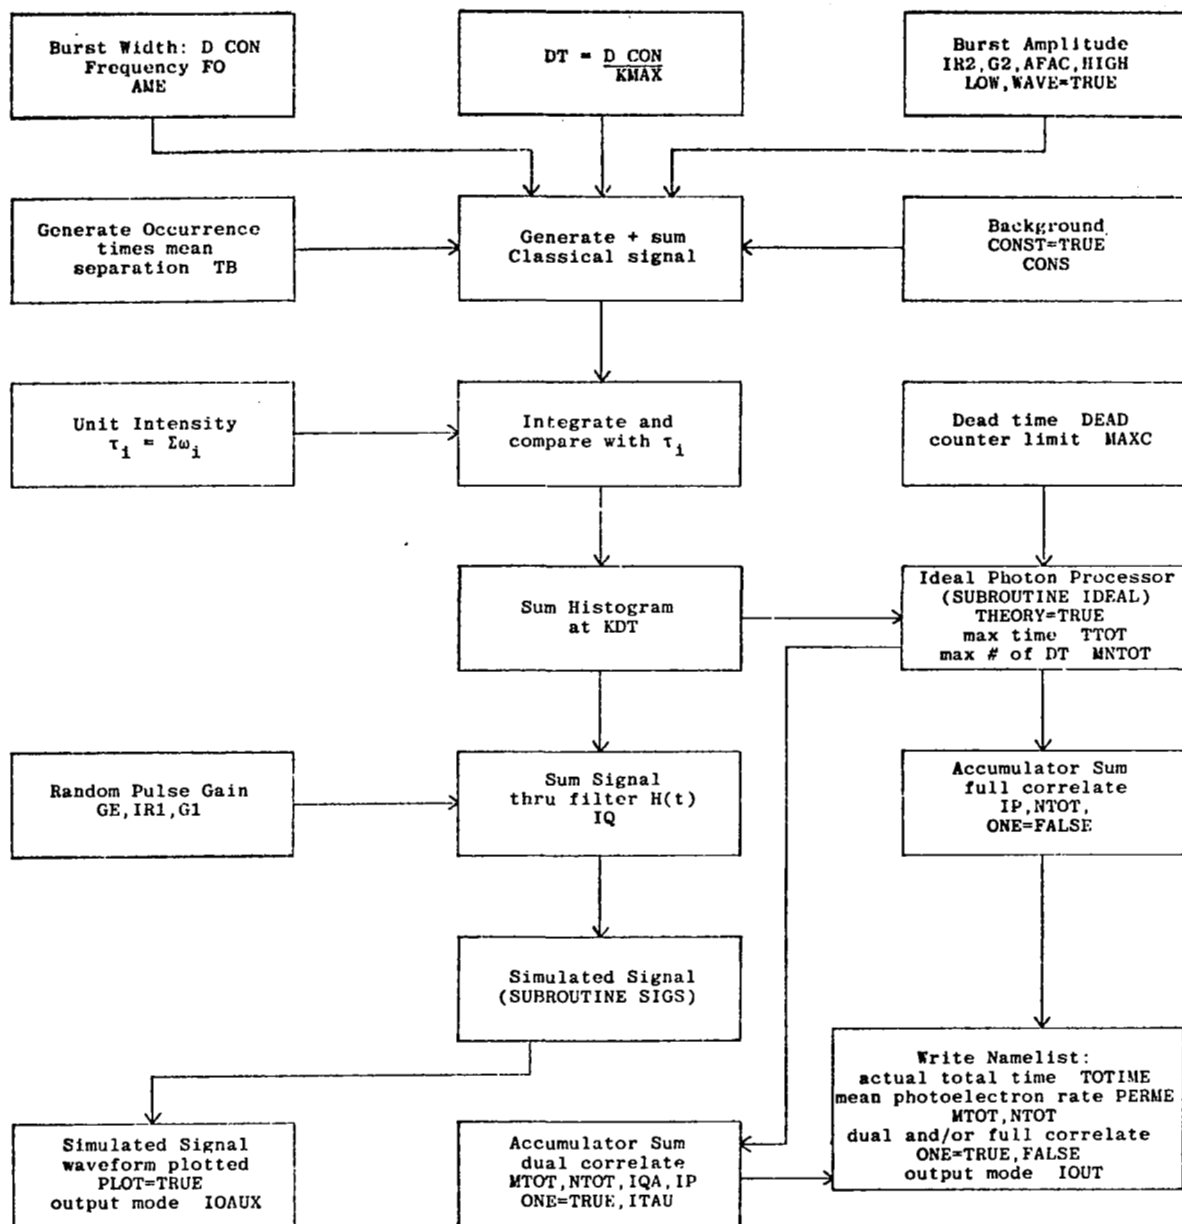 Burst Width: D CON
Frequency FO
AME
DT = D CON
KMAX
Burst Amplitude
IR2,G2,AFAC,HIGH
LOW,WAVE=TRUE
Generate Occurrence
times mean
separation TB
Generate + sum
Classical signal
Background
CONST=TRUE
CONS
Unit Intensity
τi = Σωi
Integrate and
compare with τi
Dead time DEAD
counter limit MAXC
Sum Histogram
at KDT
Ideal Photon Processor
(SUBROUTINE IDEAL)
THEORY=TRUE
max time TTOT
max # of DT MNTOT
Random Pulse Gain
GE,IR1,G1
Sum Signal
thru filter H(t)
IQ
Accumulator Sum
full correlate
IP,NTOT,
ONE=FALSE
Simulated Signal
(SUBROUTINE SIGS)
Write Namelist:
actual total time TOTIME
mean photoelectron rate PERME
MTOT,NTOT
dual and/or full correlate
ONE=TRUE,FALSE
output mode IOUT
Simulated Signal
waveform plotted
PLOT=TRUE
output mode IOAUX
Accumulator Sum
dual correlate
MTOT,NTOT,IQA,IP
ONE=TRUE,ITAU